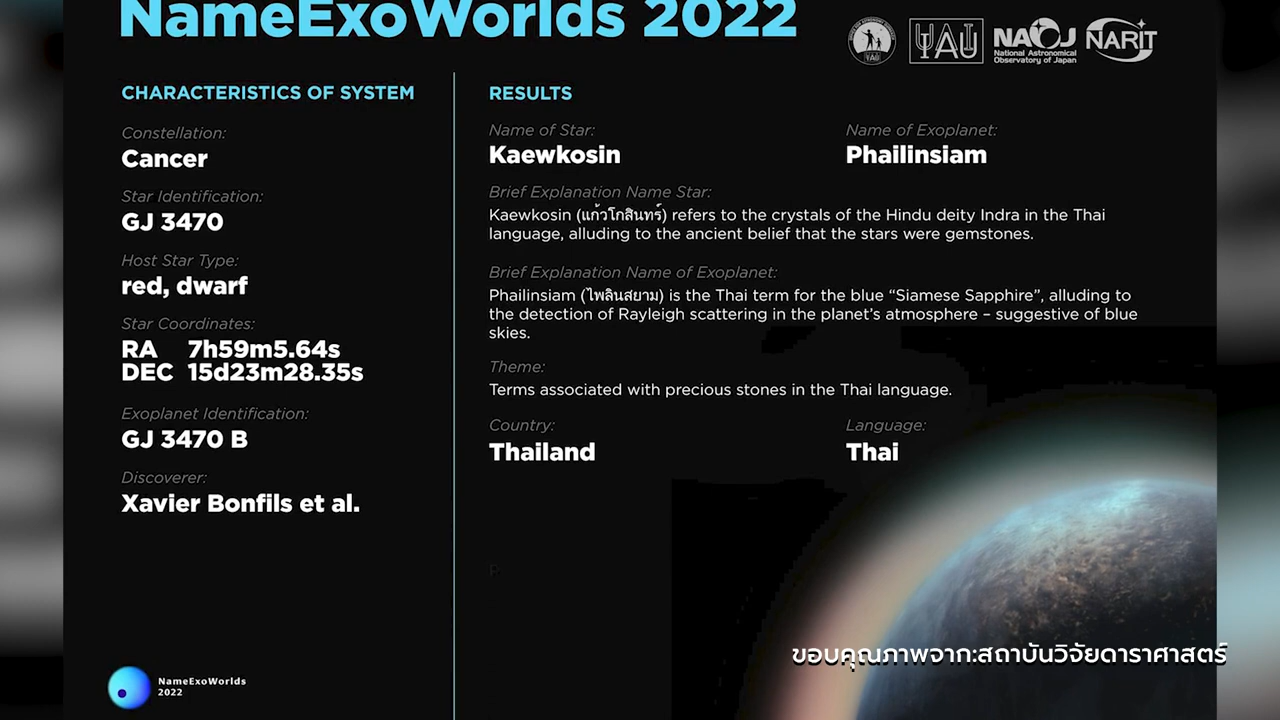 NameExoWorlds 2022
IAU
NAOJ
National Astronomical
Observatory of Japan
NARIT
CHARACTERISTICS OF SYSTEM
Constellation:
Cancer
Star Identification:
GJ 3470
Host Star Type:
red, dwarf
Star Coordinates:
RA 7h59m5.64s
DEC 15d23m28.35s
Exoplanet Identification:
GJ 3470 B
Discoverer:
Xavier Bonfils et al.
RESULTS
Name of Star:
Kaewkosin
Name of Exoplanet:
Phailinsiam
Brief Explanation Name Star:
Kaewkosin (แก้วโกสินทร์) refers to the crystals of the Hindu deity Indra in the Thai
language, alluding to the ancient belief that the stars were gemstones.
Brief Explanation Name of Exoplanet:
Phailinsiam (ไพลินสยาม) is the Thai term for the blue “Siamese Sapphire”, alluding to
the detection of Rayleigh scattering in the planet’s atmosphere – suggestive of blue
skies.
Theme:
Terms associated with precious stones in the Thai language.
Country:
Thailand
Language:
Thai
ขอบคุณภาพจาก:สถาบันวิจัยดาราศาสตร์
NameExoWorlds
2022